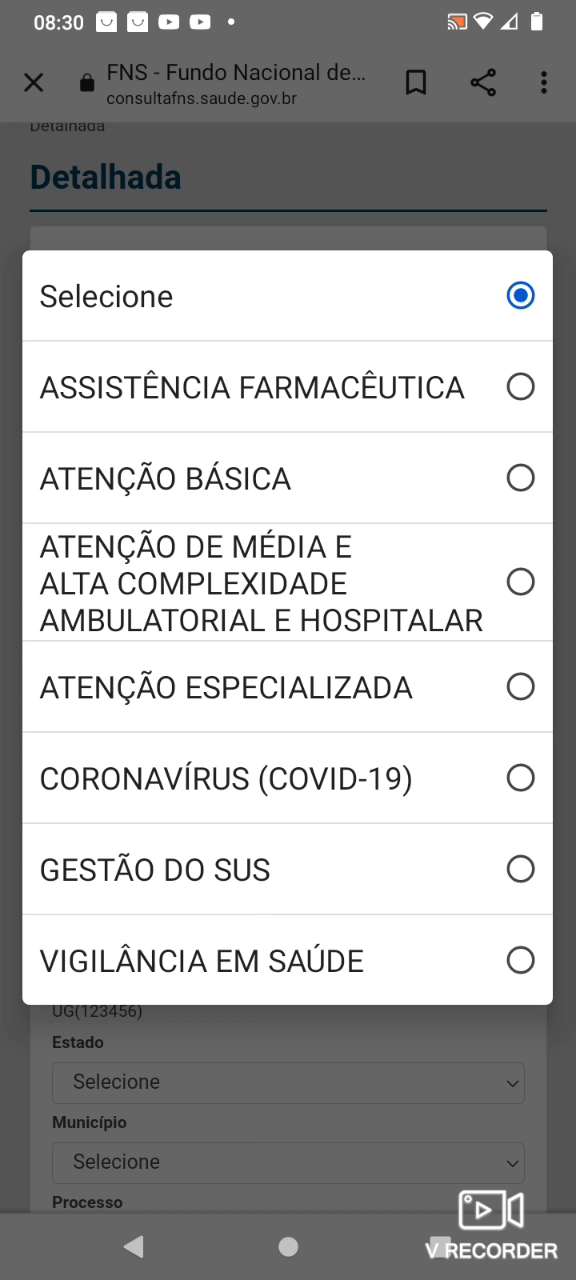 08:30
FNS - Fundo Nacional de...
consultafns.saude.gov.br
Detalhada
Detalhada
Selecione
ASSISTÊNCIA FARMACÊUTICA
ATENÇÃO BÁSICA
ATENÇÃO DE MÉDIA E
ALTA COMPLEXIDADE
AMBULATORIAL E HOSPITALAR
ATENÇÃO ESPECIALIZADA
CORONAVÍRUS (COVID-19)
GESTÃO DO SUS
VIGILÂNCIA EM SAÚDE
UG(123456)
Estado
Selecione
Município
Selecione
Processo
V RECORDER